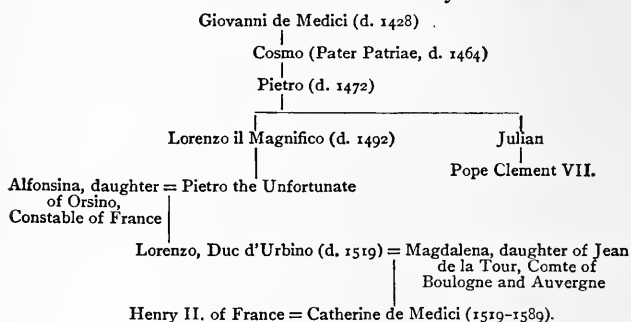 Giovanni de Medici (d. 1428)
Cosmo (Pater Patriae, d. 1464)
Pietro (d. 1472)
Lorenzo il Magnifico (d. 1492) Julian
Pope Clement VII.
Alfonsina, daughter = Pietro the Unfortunate
of Orsino,
Constable of France
Lorenzo, Duc d'Urbino (d. 1519) = Magdalena, daughter of Jean
de la Tour, Comte of
Boulogne and Auvergne
Henry II. of France = Catherine de Medici (1519-1589).